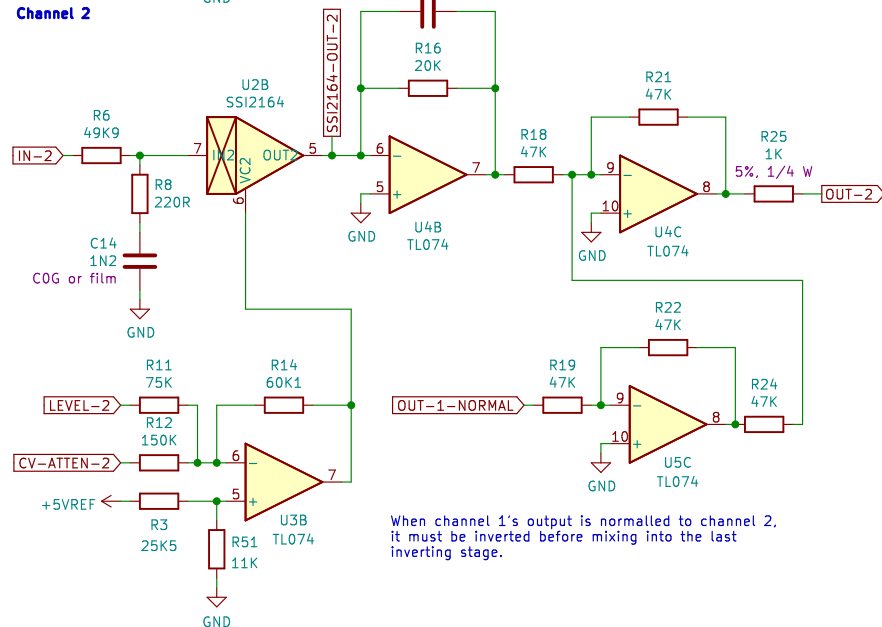 Channel 2
GND
R16
20K
SSI2164-OUT-2
U2B
SSI2164
R21
47K
R6
49K9
R18
47K
R25
1K
5%, 1/4 W
IN-2
7
IN2
OUT2
5
VC2
6
6
−
5
+
7
9
−
10
+
8
OUT-2
R8
220R
GND
U4B
TL074
GND
U4C
TL074
C14
1N2
C0G or film
GND
R22
47K
R11
75K
R14
60K1
R19
47K
R24
47K
LEVEL-2
OUT-1-NORMAL
9
−
10
+
8
R12
150K
CV-ATTEN-2
6
−
5
+
7
GND
U5C
TL074
+5VREF
R3
25K5
U3B
TL074
R51
11K
GND
When channel 1's output is normalled to channel 2,
it must be inverted before mixing into the last
inverting stage.